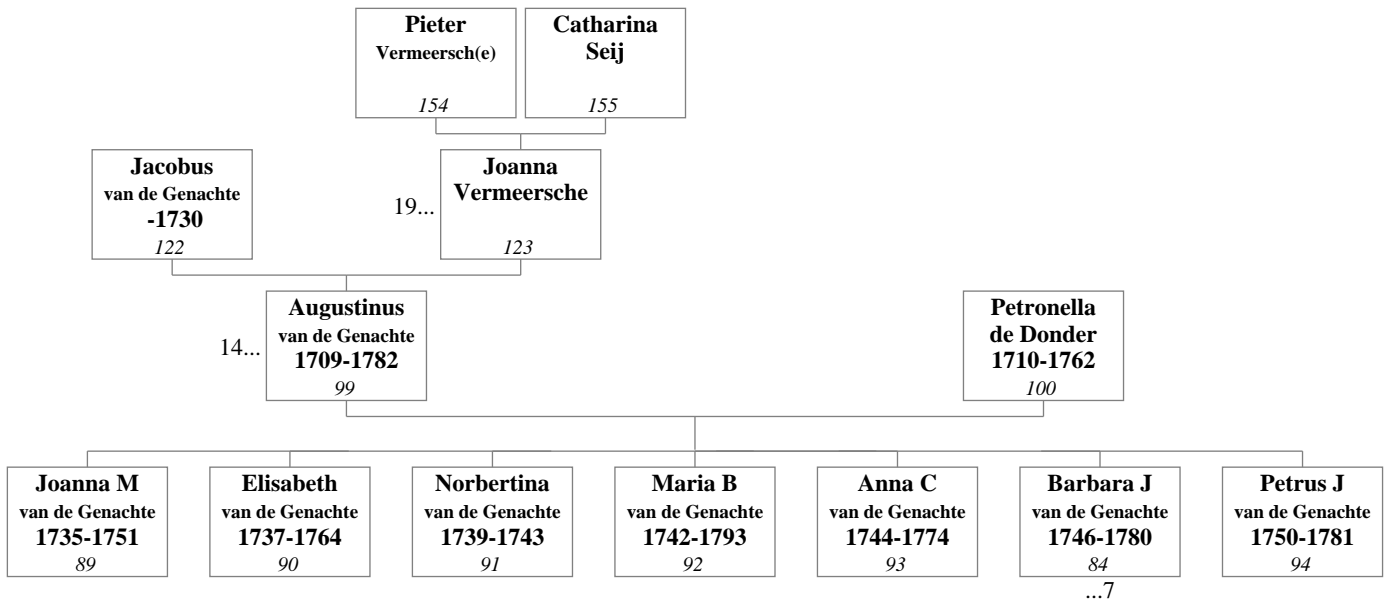 Pieter
Vermeersch(e)
154
Catharina
Seij
155
Jacobus
van de Genachte
-1730
122
19...
Joanna
Vermeersche
123
14...
Augustinus
van de Genachte
1709-1782
99
Petronella
de Donder
1710-1762
100
Joanna M
van de Genachte
1735-1751
89
Elisabeth
van de Genachte
1737-1764
90
Norbertina
van de Genachte
1739-1743
91
Maria B
van de Genachte
1742-1793
92
Anna C
van de Genachte
1744-1774
93
Barbara J
van de Genachte
1746-1780
84
...7
Petrus J
van de Genachte
1750-1781
94